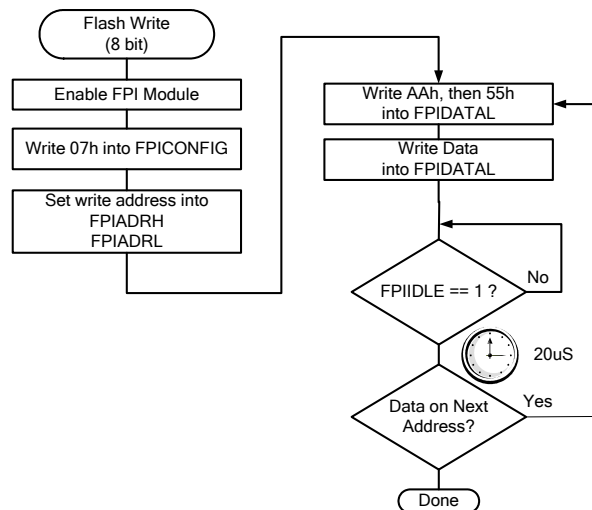 Flash Write
(8 bit)
Enable FPI Module
Write 07h into FPICONFIG
Set write address into
FPIADRH
FPIADRL
Write AAh, then 55h
into FPIDATAL
Write Data
into FPIDATAL
FPIIDLE == 1 ?
No
20uS
Data on Next
Address?
Yes
Done